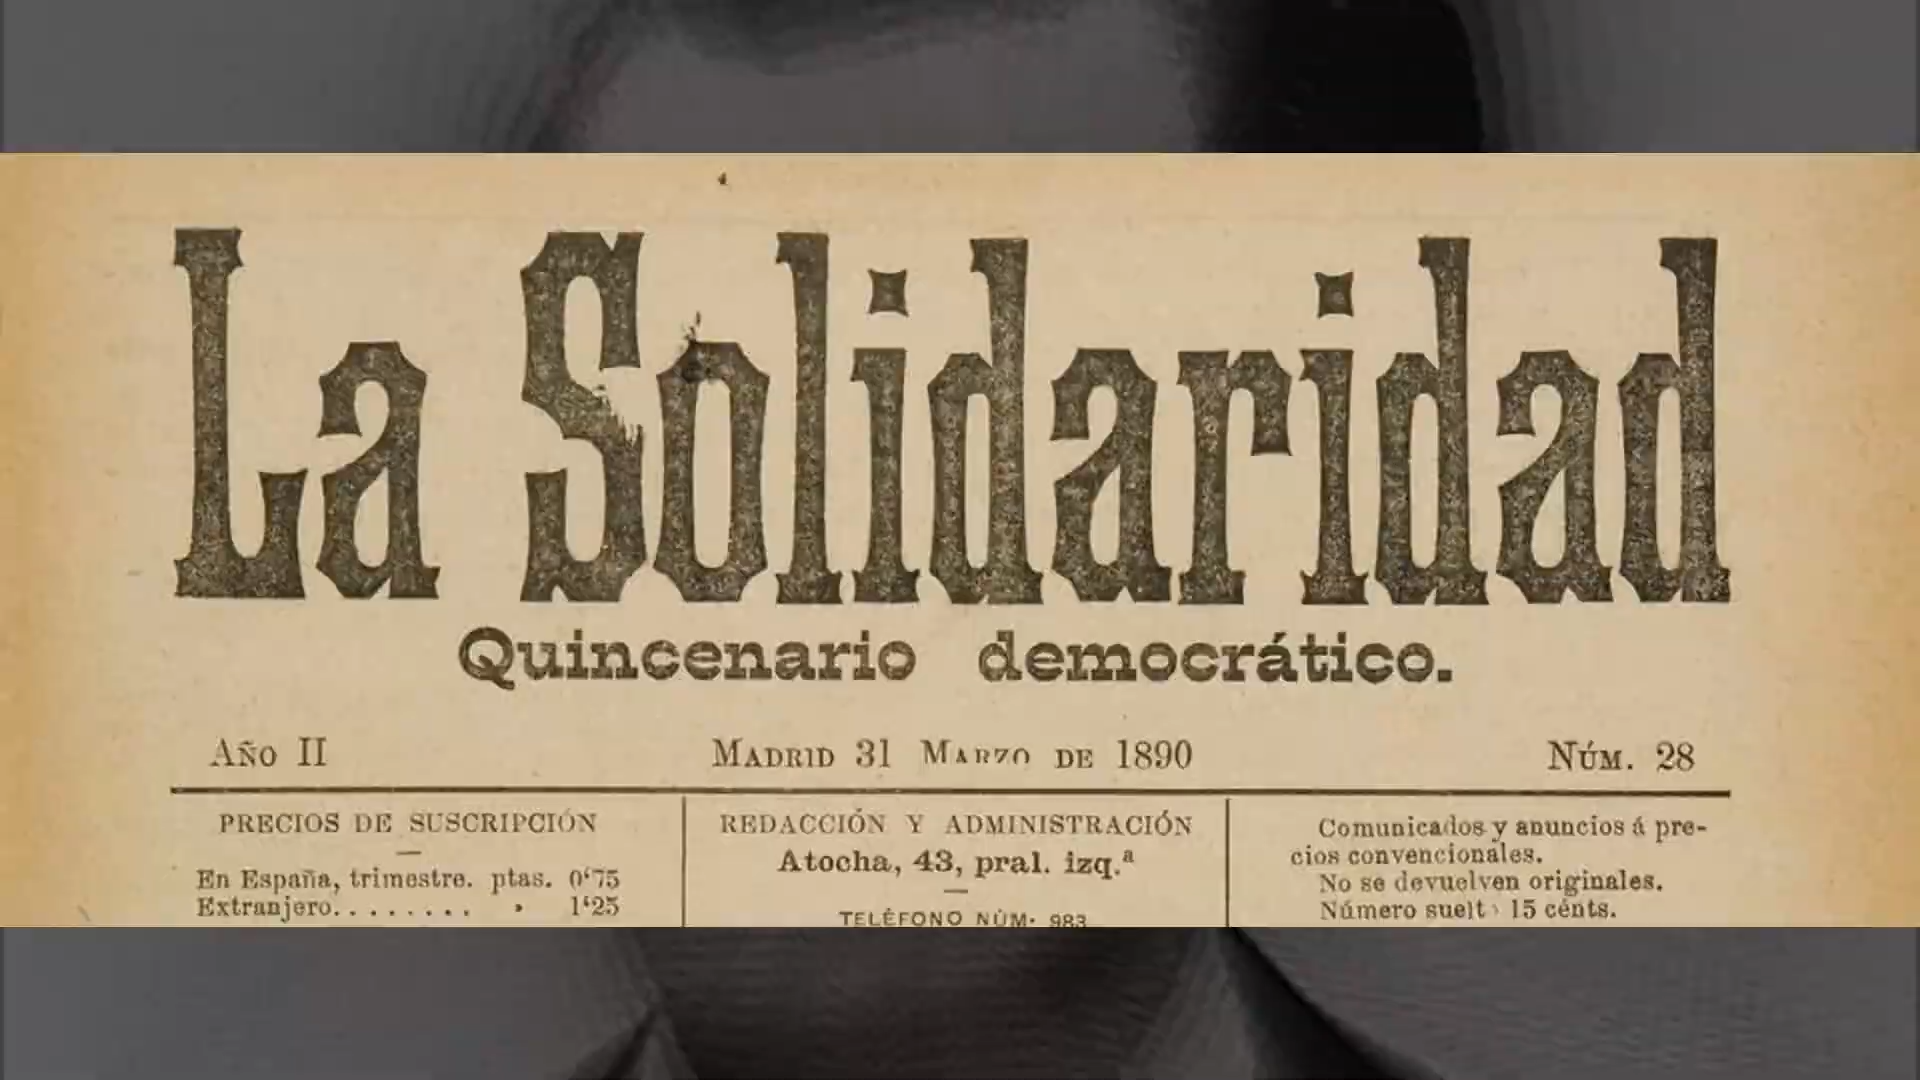 La Solidaridad
Quincenario democrático.
Año II
Madrid 31 Marzo de 1890
Núm. 28
PRECIOS DE SUSCRIPCIÓN
En España, trimestre. ptas. 0‘75
Extranjero. . . . . . . . » 1‘25
REDACCIÓN Y ADMINISTRACIÓN
Atocha, 43, pral. izq.ª
TELÉFONO NÚM. 983
Comunicados y anuncios á pre-
cios convencionales.
No se devuelven originales.
Número suelt 15 cénts.